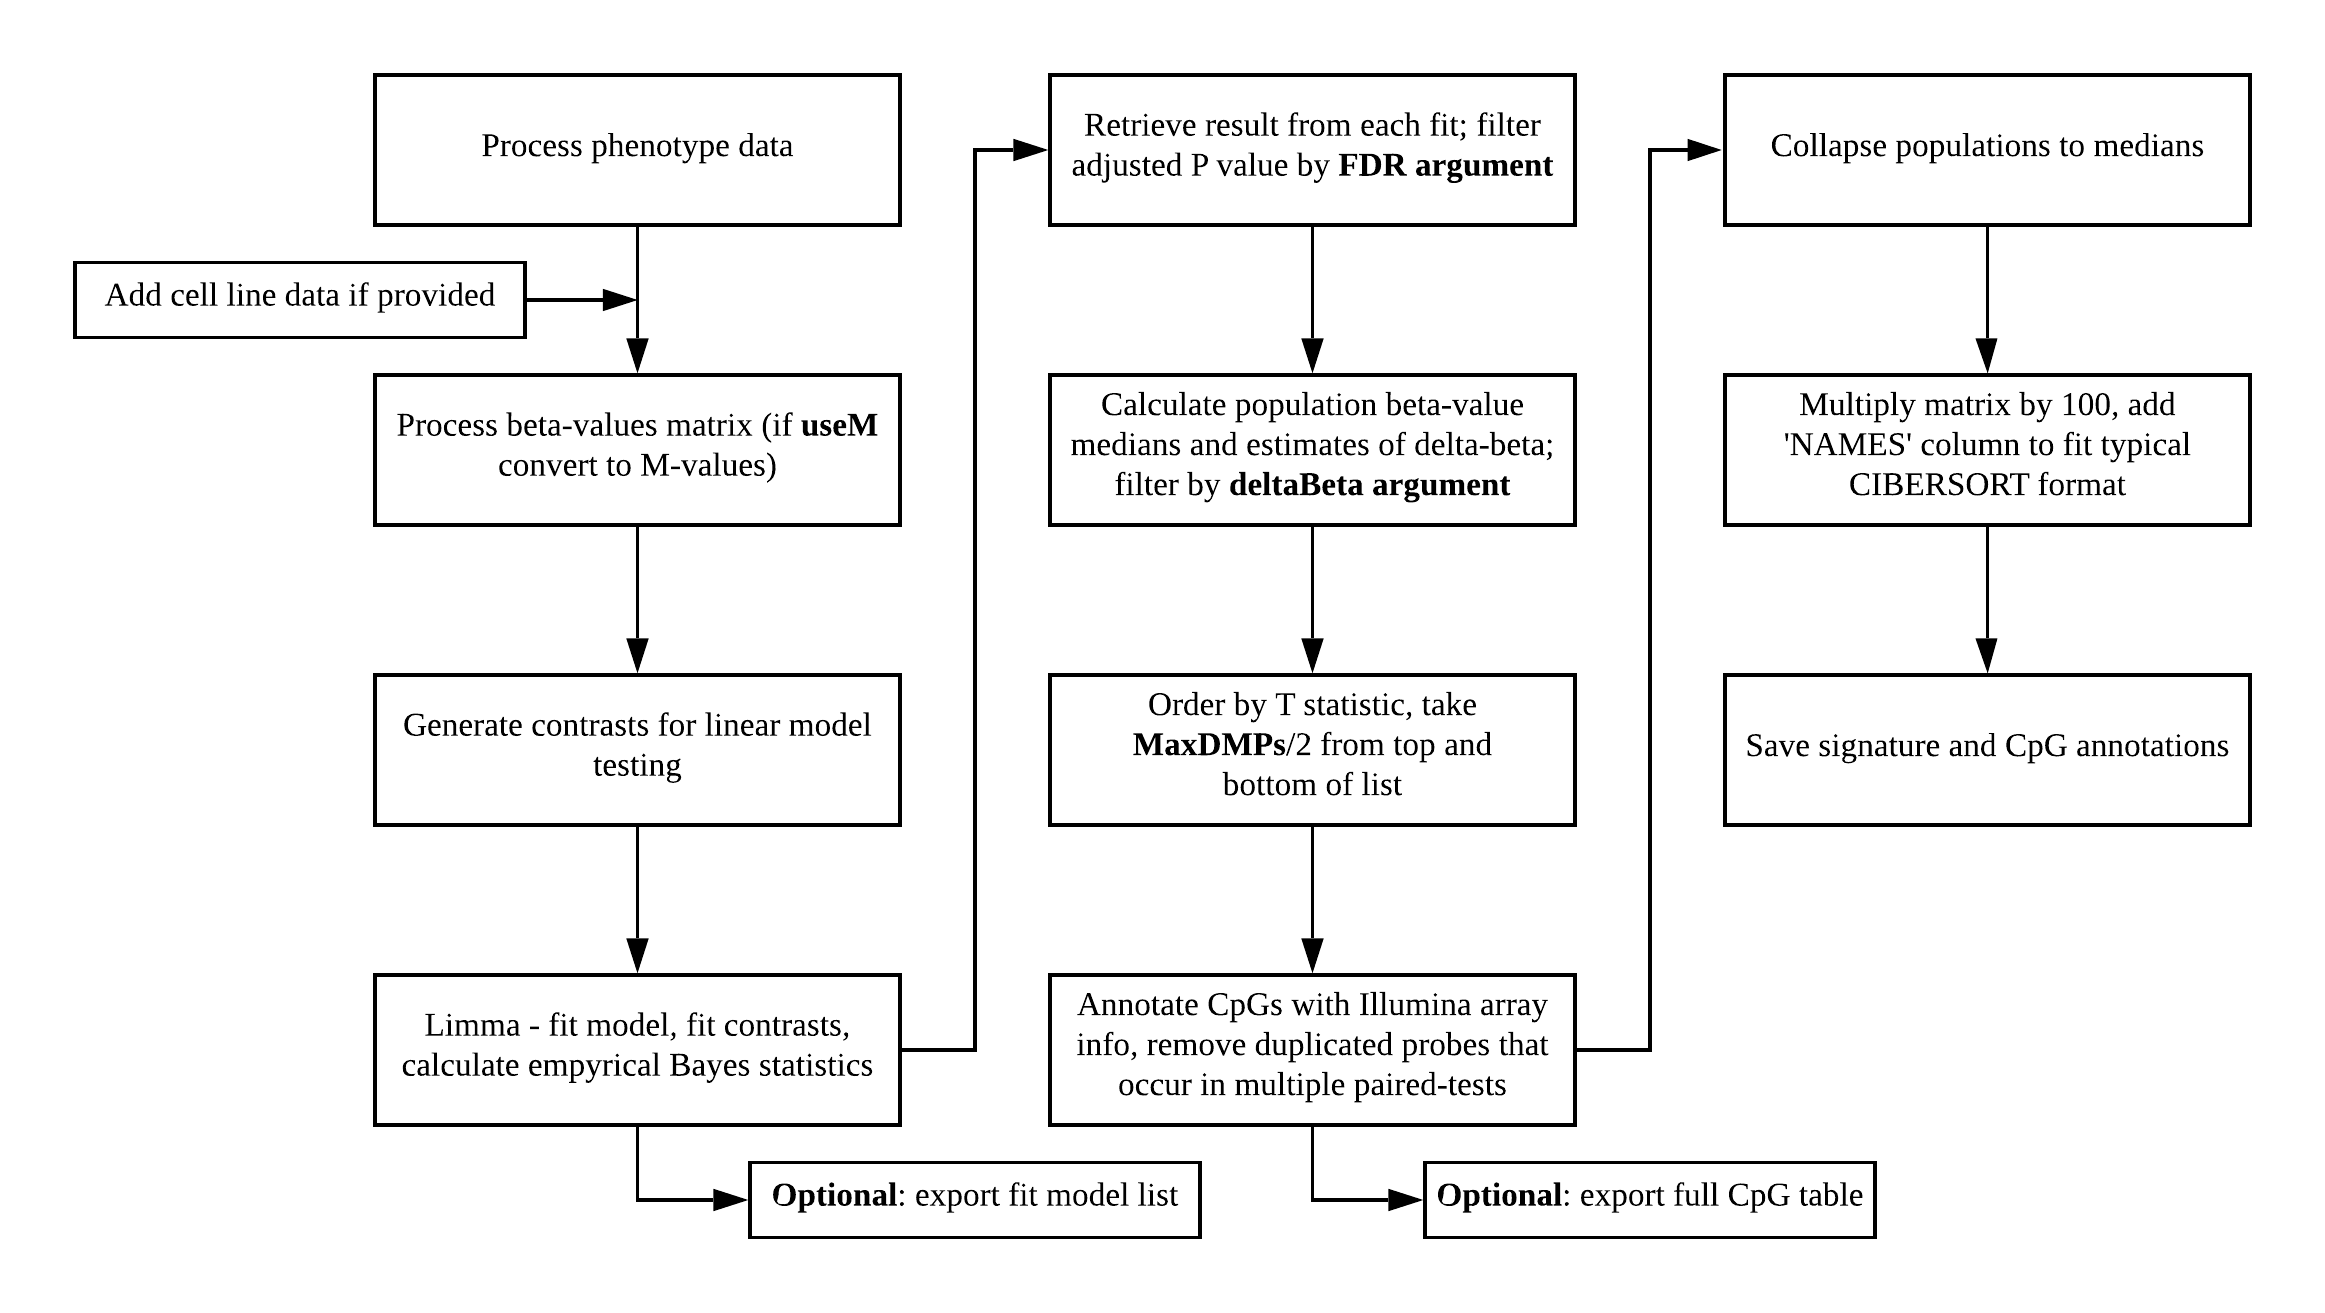 Process phenotype data
Add cell line data if provided
Process beta-values matrix (if useM
convert to M-values)
Generate contrasts for linear model
testing
Limma - fit model, fit contrasts,
calculate empyrical Bayes statistics
Optional: export fit model list
Retrieve result from each fit; filter
adjusted P value by FDR argument
Calculate population beta-value
medians and estimates of delta-beta;
filter by deltaBeta argument
Order by T statistic, take
MaxDMPs/2 from top and
bottom of list
Annotate CpGs with Illumina array
info, remove duplicated probes that
occur in multiple paired-tests
Optional: export full CpG table
Collapse populations to medians
Multiply matrix by 100, add
'NAMES' column to fit typical
CIBERSORT format
Save signature and CpG annotations